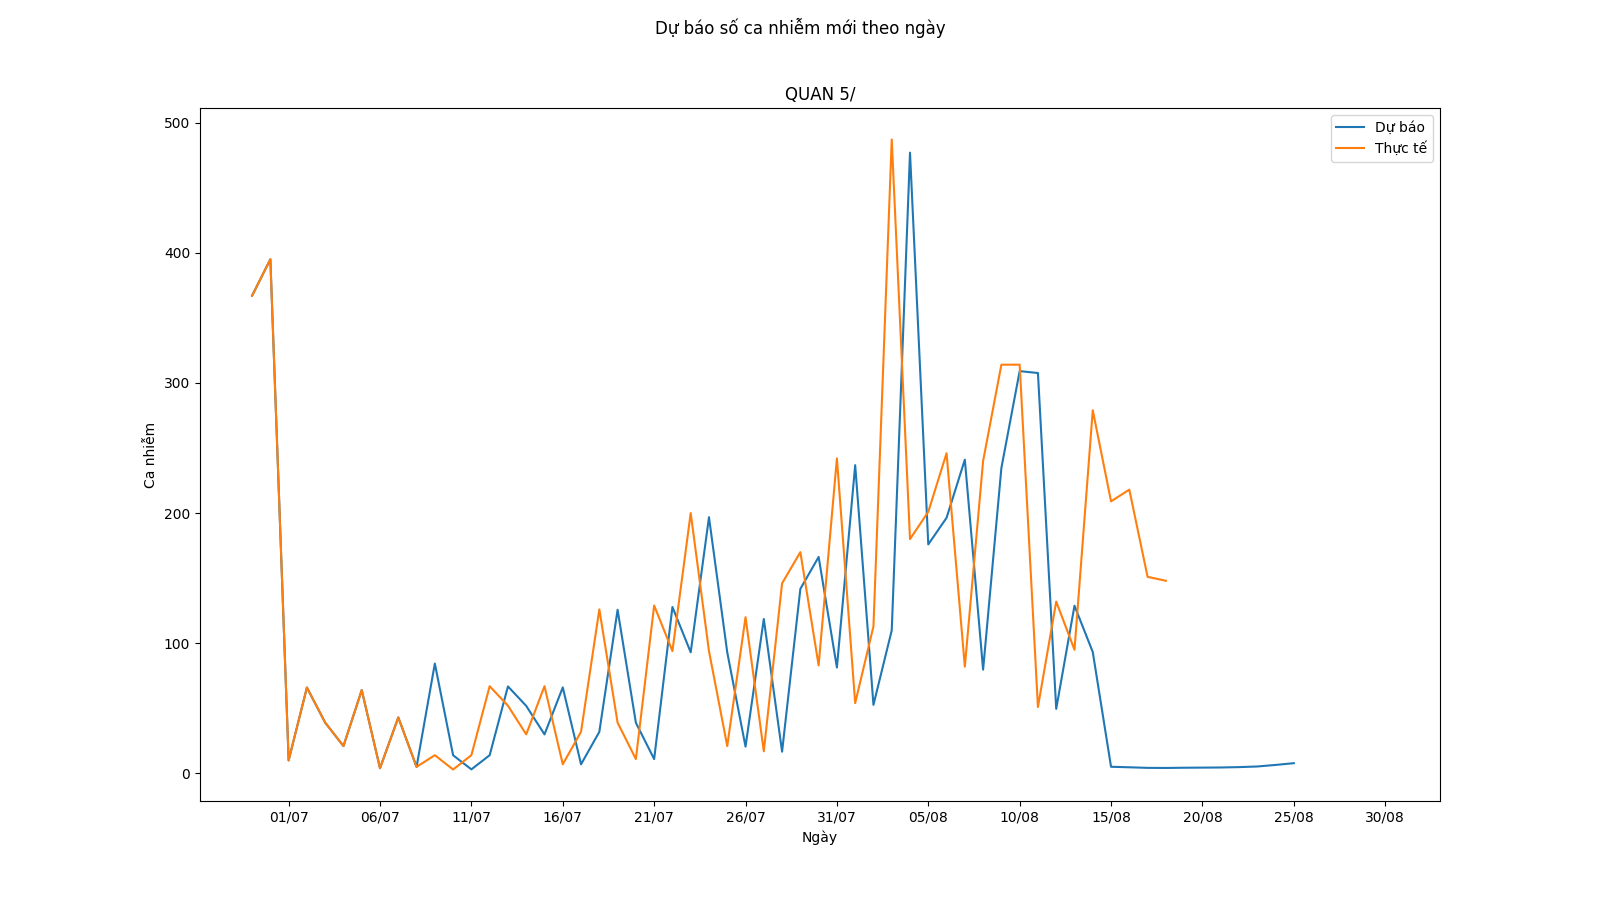 Dự báo số ca nhiễm mới theo ngày
QUAN 5/
500
400
300
200
100
0
Ca nhiễm
Dự báo
Thực tế
01/07 06/07 11/07 16/07 21/07 26/07 31/07 05/08 10/08 15/08 20/08 25/08 30/08
Ngày